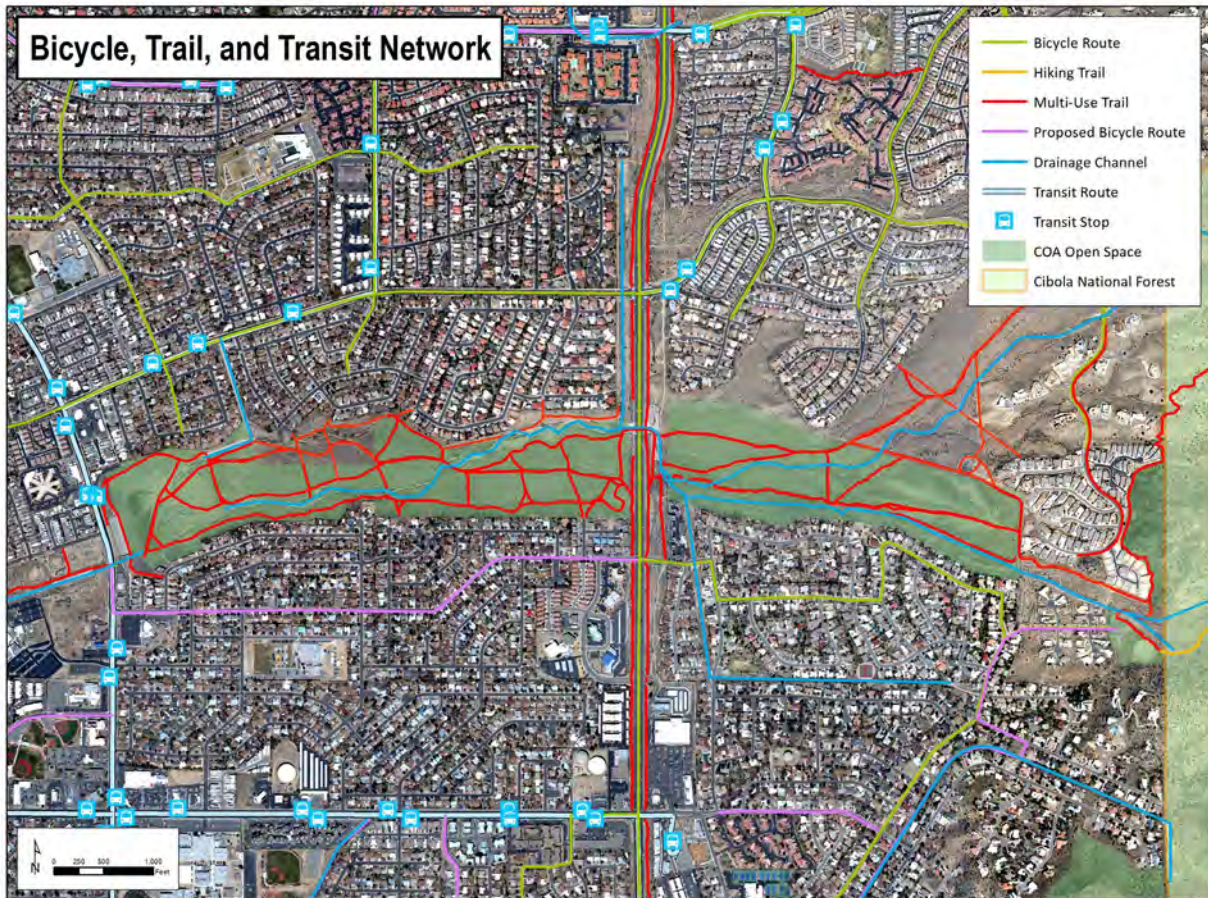 Bicycle, Trail, and Transit Network
Bicycle Route
Hiking Trail
Multi-Use Trail
Proposed Bicycle Route
Drainage Channel
Transit Route
Transit Stop
COA Open Space
Cibola National Forest
N
0 250 500 1,000
Feet